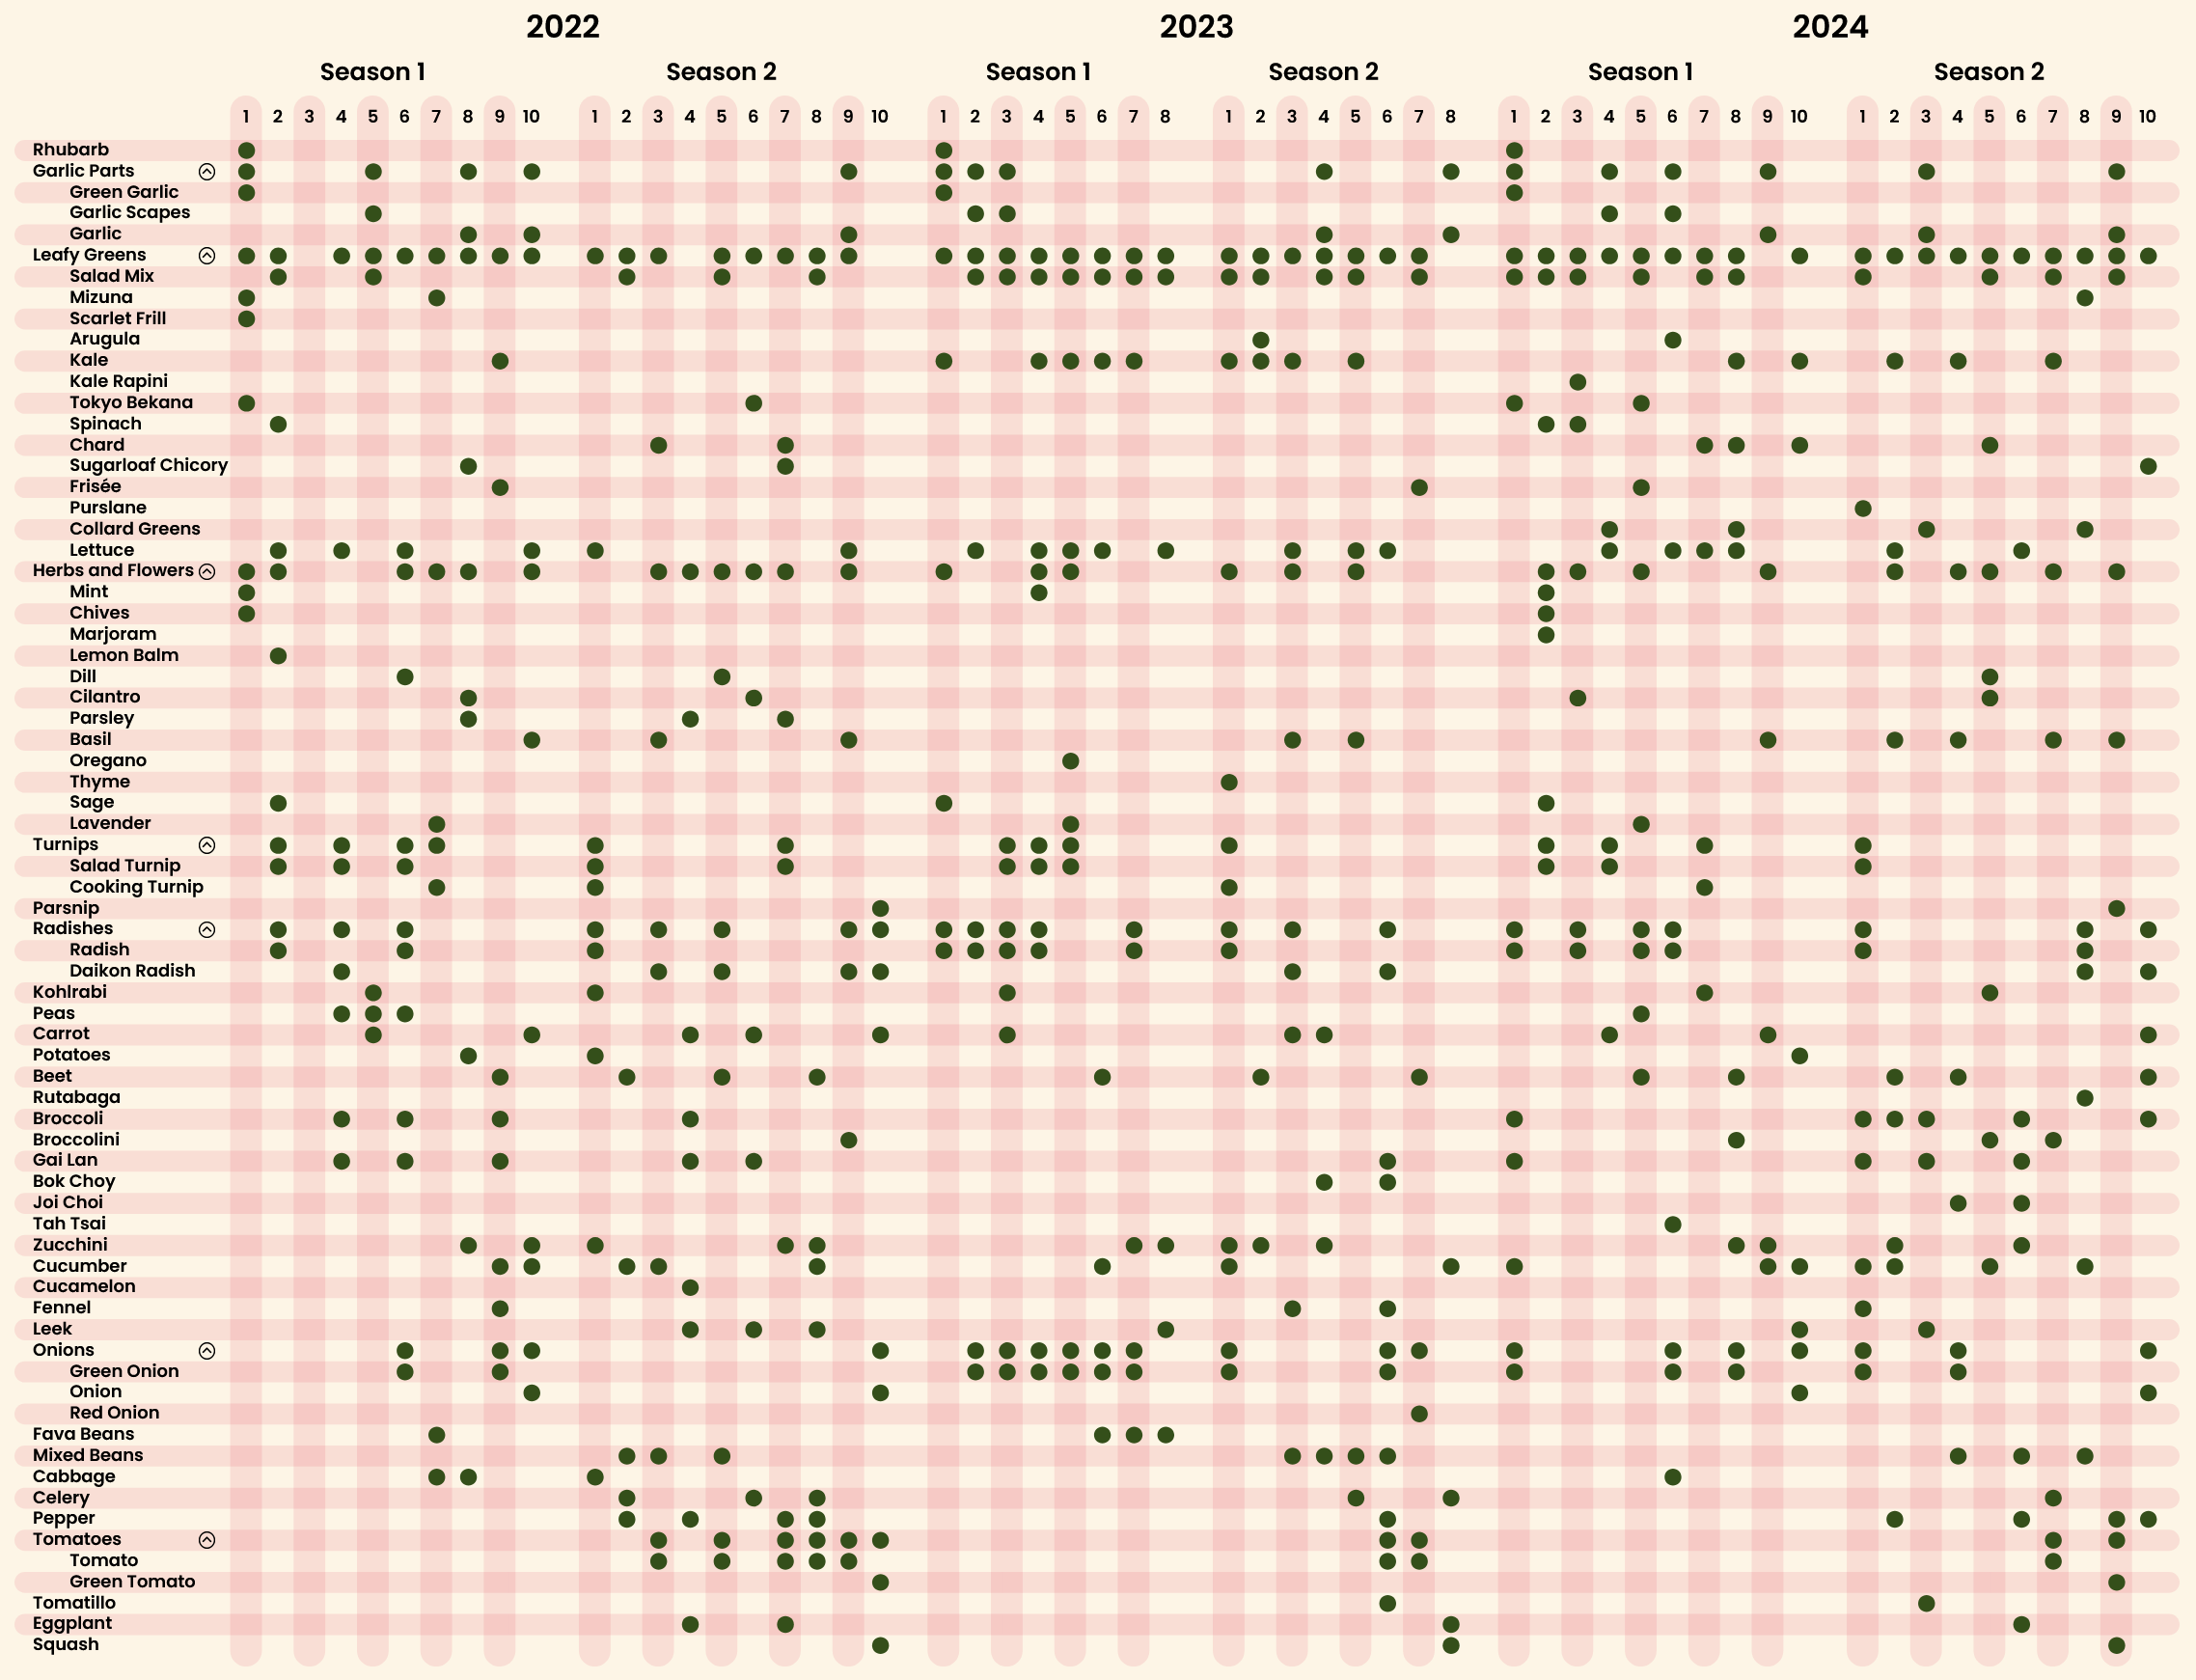 2022 2023 2024
Season 1 Season 2 Season 1 Season 2 Season 1 Season 2
1 2 3 4 5 6 7 8 9 10 1 2 3 4 5 6 7 8 9 10 1 2 3 4 5 6 7 8 1 2 3 4 5 6 7 8 1 2 3 4 5 6 7 8 9 10 1 2 3 4 5 6 7 8 9 10
Rhubarb
Garlic Parts
Green Garlic
Garlic Scapes
Garlic
Leafy Greens
Salad Mix
Mizuna
Scarlet Frill
Arugula
Kale
Kale Rapini
Tokyo Bekana
Spinach
Chard
Sugarloaf Chicory
Frisée
Purslane
Collard Greens
Lettuce
Herbs and Flowers
Mint
Chives
Marjoram
Lemon Balm
Dill
Cilantro
Parsley
Basil
Oregano
Thyme
Sage
Lavender
Turnips
Salad Turnip
Cooking Turnip
Parsnip
Radishes
Radish
Daikon Radish
Kohlrabi
Peas
Carrot
Potatoes
Beet
Rutabaga
Broccoli
Broccolini
Gai Lan
Bok Choy
Joi Choi
Tah Tsai
Zucchini
Cucumber
Cucamelon
Fennel
Leek
Onions
Green Onion
Onion
Red Onion
Fava Beans
Mixed Beans
Cabbage
Celery
Pepper
Tomatoes
Tomato
Green Tomato
Tomatillo
Eggplant
Squash